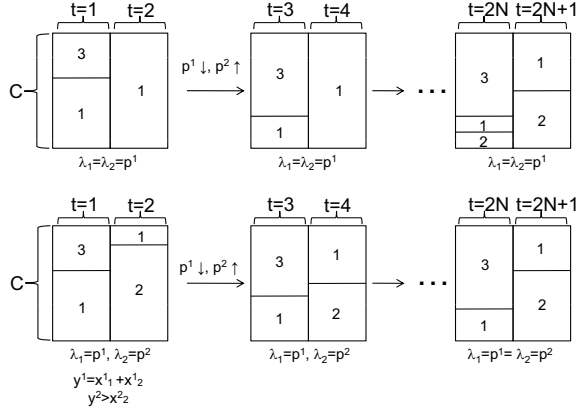 t=1 t=2 t=3 t=4 t=2N t=2N+1
C 3 1 1 p¹ ↓, p² ↑ 3 1 1 ... 3 1 2 1 2
λ₁=λ₂=p¹ λ₁=λ₂=p¹ λ₁=λ₂=p¹
t=1 t=2 t=3 t=4 t=2N t=2N+1
C 3 1 1 2 p¹ ↓, p² ↑ 3 1 1 2 ... 3 1 1 2
λ₁=p¹, λ₂=p² λ₁=p¹, λ₂=p² λ₁=p¹= λ₂=p²
y¹=x¹₁ +x¹₂
y²>x²₂